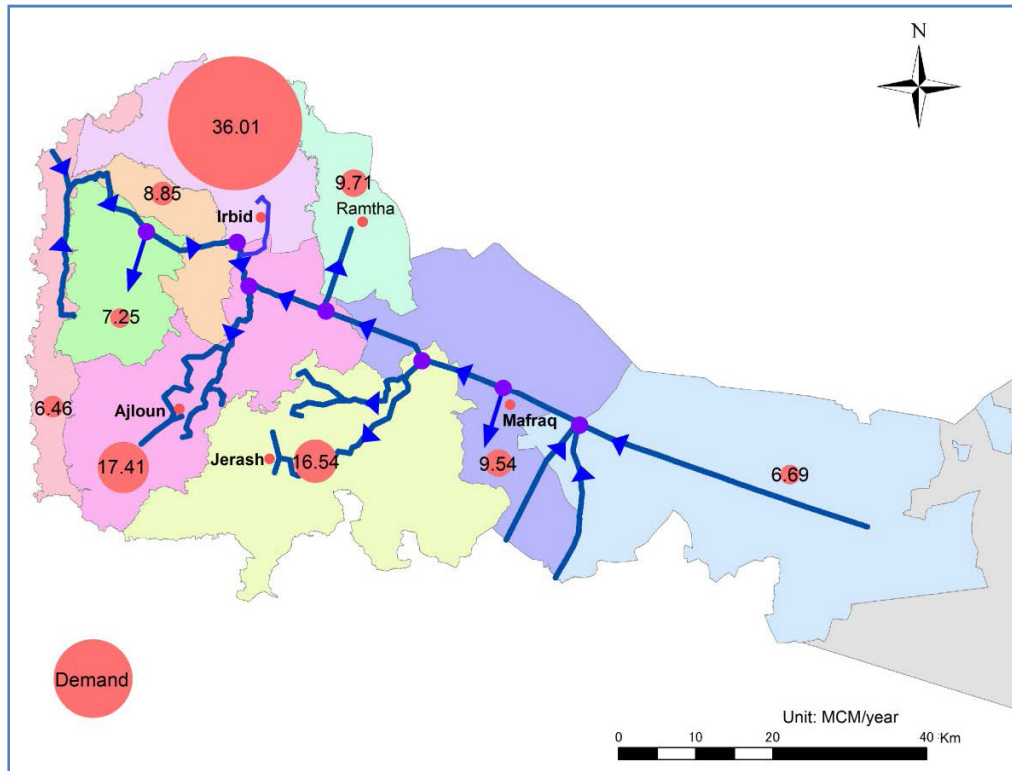 N
36.01
9.71
8.85
Ramtha
Irbid
7.25
6.46
Ajloun
Mafraq
17.41
Jerash
16.54
9.54
6.69
Demand
Unit: MCM/year
0 10 20 40 Km